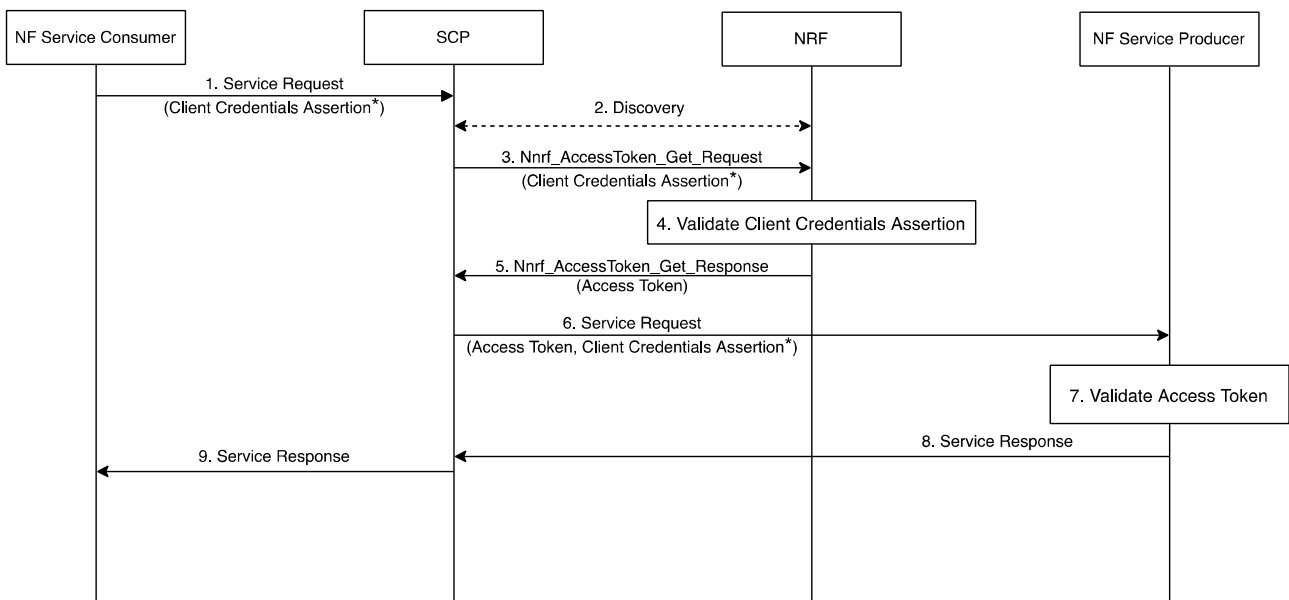 NF Service Consumer
SCP
NRF
NF Service Producer
1. Service Request
(Client Credentials Assertion*)
2. Discovery
3. Nnrf_AccessToken_Get_Request
(Client Credentials Assertion*)
4. Validate Client Credentials Assertion
5. Nnrf_AccessToken_Get_Response
(Access Token)
6. Service Request
(Access Token, Client Credentials Assertion*)
7. Validate Access Token
8. Service Response
9. Service Response